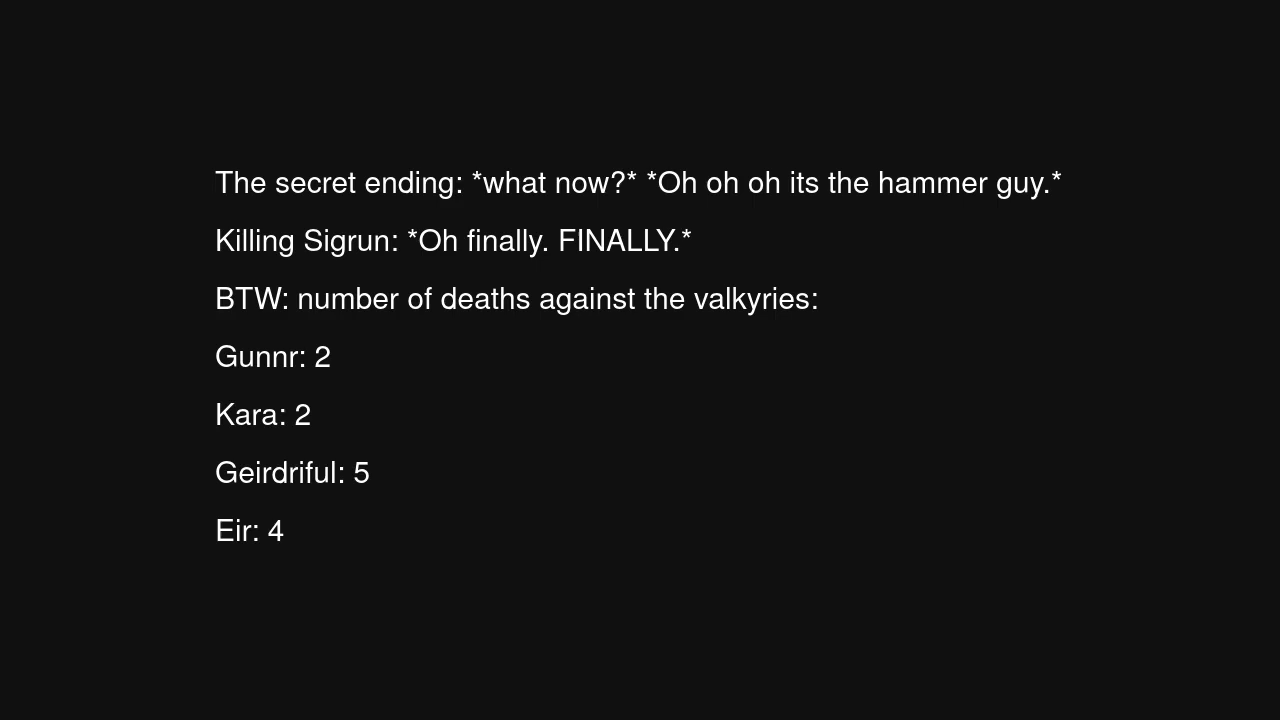 The secret ending: *what now?* *Oh oh oh its the hammer guy.*
Killing Sigrun: *Oh finally. FINALLY.*
BTW: number of deaths against the valkyries:
Gunnr: 2
Kara: 2
Geirdriful: 5
Eir: 4